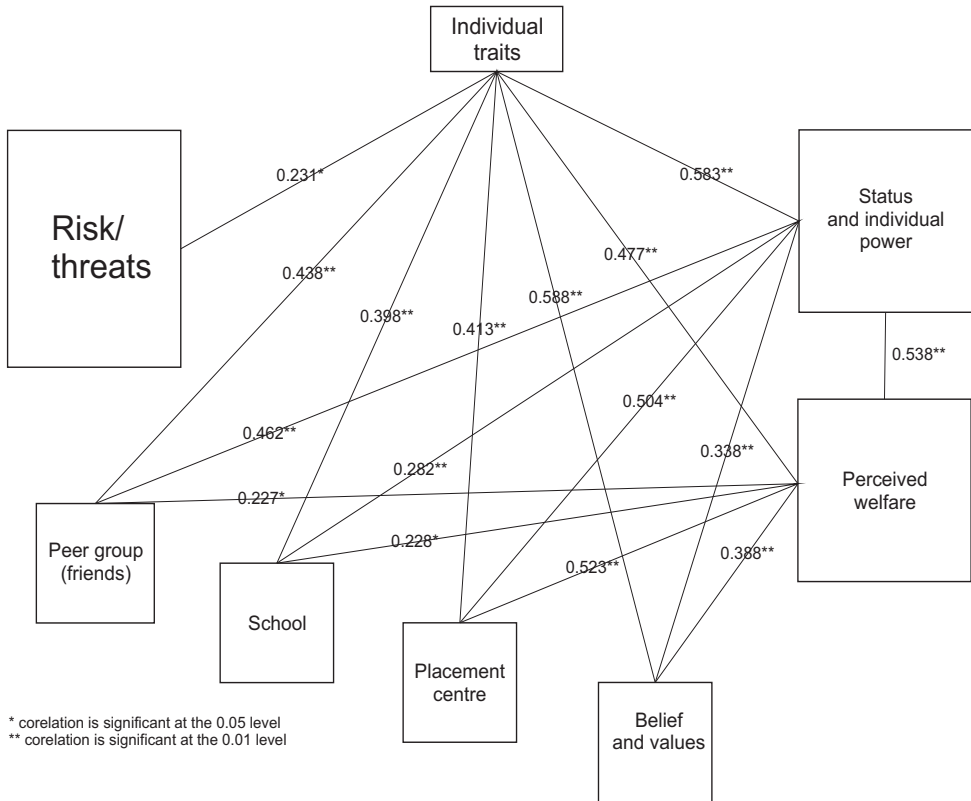 Individual
traits
0.231*
0.583**
Status
and individual
power
Risk/
threats
0.438**
0.477**
0.588**
0.398**
0.413**
0.538**
0.504**
0.462**
0.338**
0.282**
Perceived
welfare
0.227*
0.228*
0.388**
0.523**
Peer group
(friends)
School
Placement
centre
Belief
and values
* corelation is significant at the 0.05 level
** corelation is significant at the 0.01 level